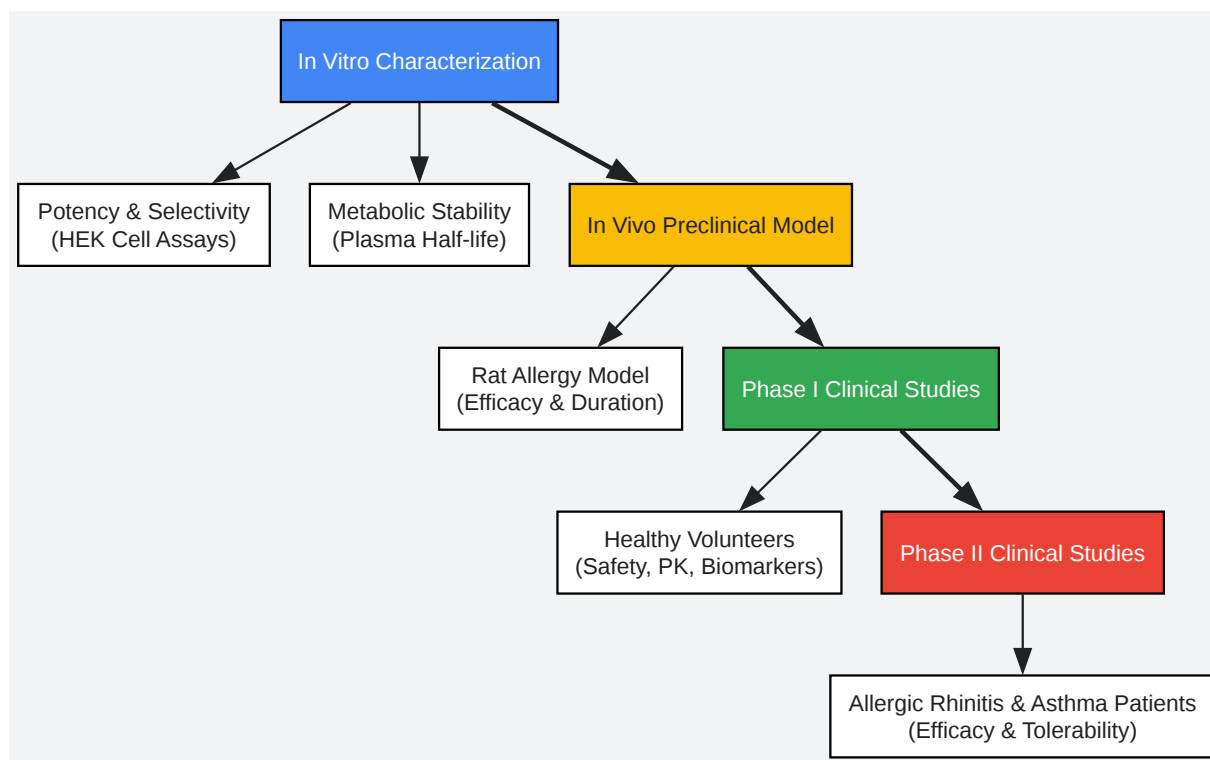 In Vitro Characterization
Potency & Selectivity
(HEK Cell Assays)
Metabolic Stability
(Plasma Half-life)
In Vivo Preclinical Model
Rat Allergy Model
(Efficacy & Duration)
Phase I Clinical Studies
Healthy Volunteers
(Safety, PK, Biomarkers)
Phase II Clinical Studies
Allergic Rhinitis & Asthma Patients
(Efficacy & Tolerability)